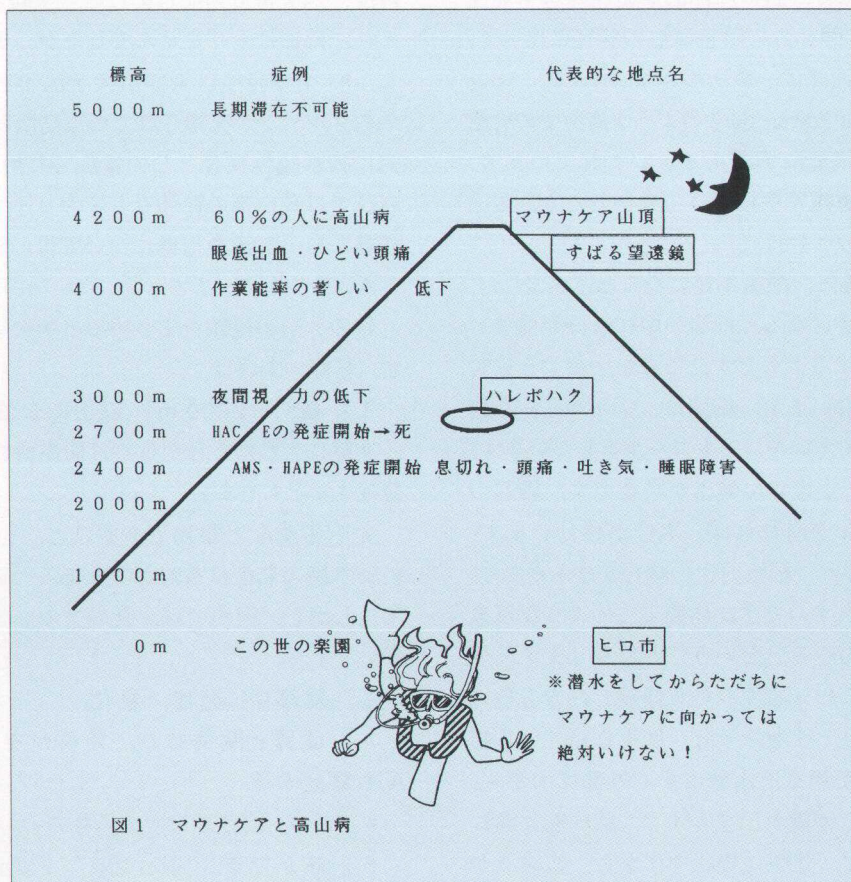 標高 症例 代表的な地点名
5000m 長期滞在不可能
4200m 60%の人に高山病 マウナケア山頂
眼底出血・ひどい頭痛 すばる望遠鏡
4000m 作業能率の著しい 低下
3000m 夜間視 力の低下 ハレポハク
2700m HAC Eの発症開始→死
2400m AMS・HAPEの発症開始 息切れ・頭痛・吐き気・睡眠障害
2000m
1000m
0m この世の楽園 ヒロ市
※潜水をしてからただちに
マウナケアに向かっては
絶対いけない!
図1 マウナケアと高山病